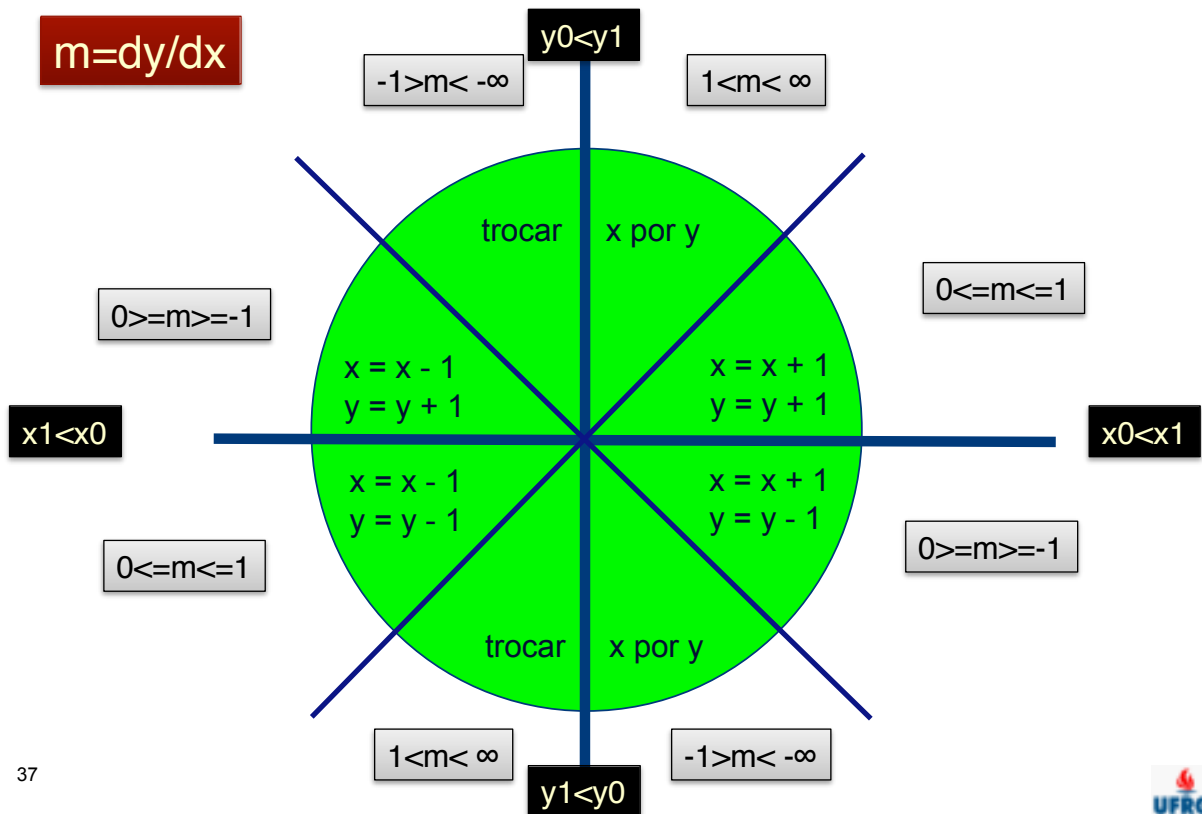 m=dy/dx
y0<y1
-1>m< -∞
1<m< ∞
trocar x por y
0>=m>=-1
0<=m<=1
x = x - 1
y = y + 1
x = x + 1
y = y + 1
x1<x0
x0<x1
x = x - 1
y = y - 1
x = x + 1
y = y - 1
0<=m<=1
0>=m>=-1
trocar x por y
1<m< ∞
-1>m< -∞
y1<y0
37